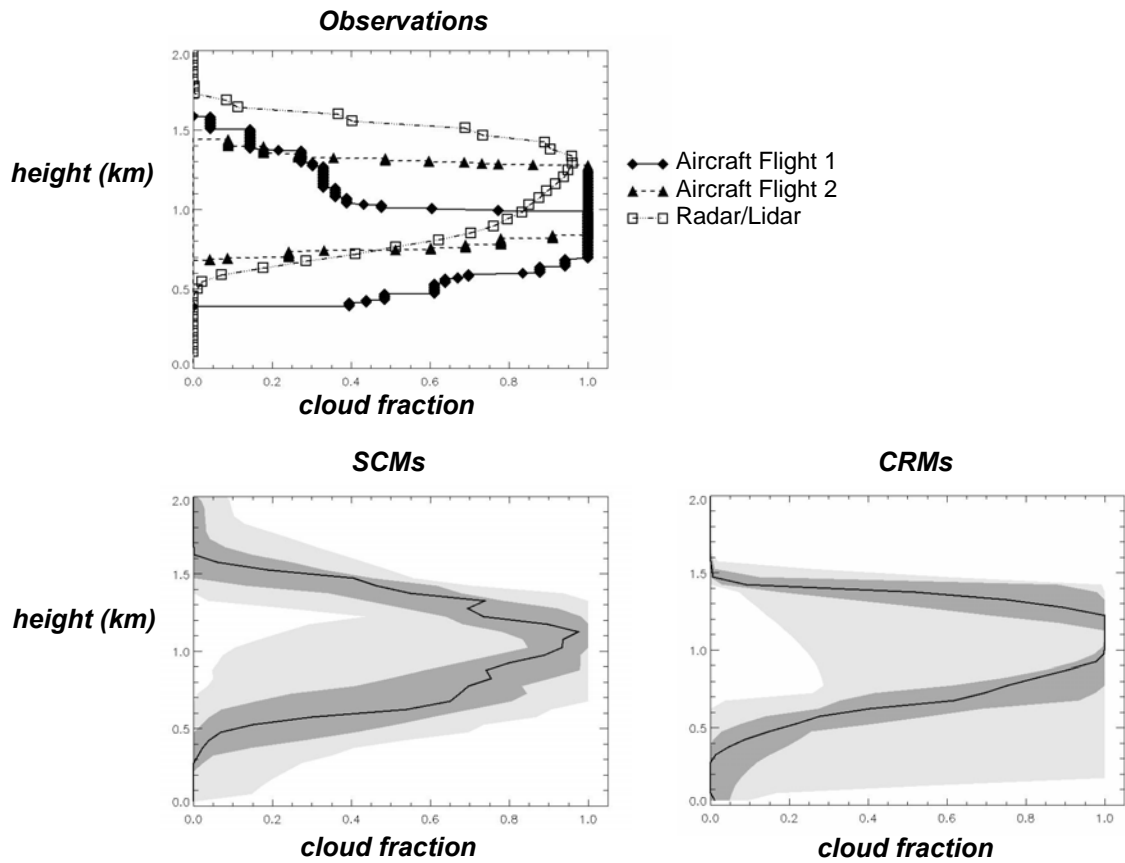 Observations
2.0
1.5
1.0
0.5
0.0
0.0 0.2 0.4 0.6 0.8 1.0
height (km)
cloud fraction
Aircraft Flight 1
Aircraft Flight 2
Radar/Lidar
SCMs
2.0
1.5
1.0
0.5
0.0
0.0 0.2 0.4 0.6 0.8 1.0
height (km)
cloud fraction
CRMs
2.0
1.5
1.0
0.5
0.0
0.0 0.2 0.4 0.6 0.8 1.0
cloud fraction